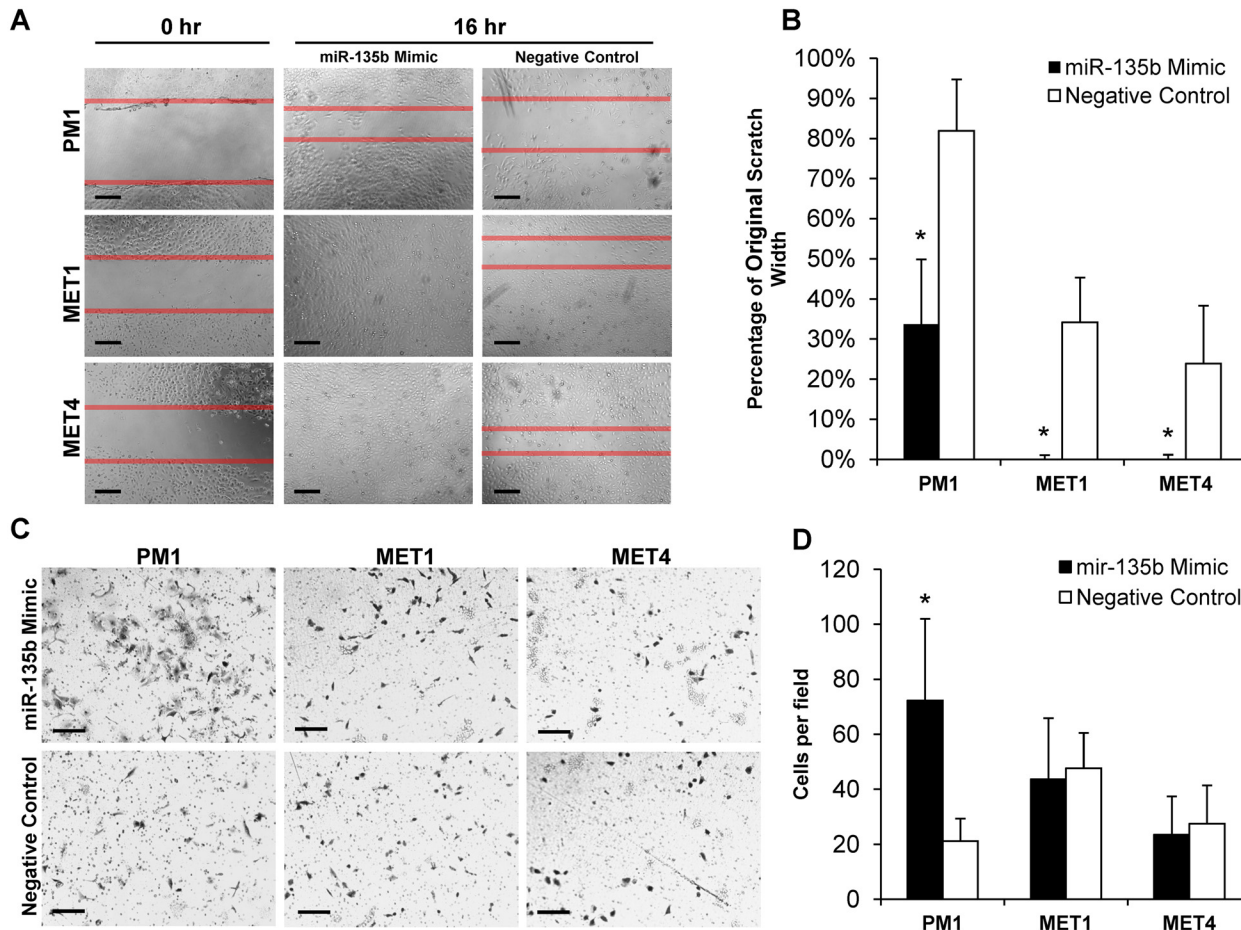 A
0 hr
16 hr
miR-135b Mimic
Negative Control
PM1
MET1
MET4
B
100%
90%
80%
70%
60%
50%
40%
30%
20%
10%
0%
Percentage of Original Scratch
Width
miR-135b Mimic
Negative Control
*
*
*
PM1
MET1
MET4
C
PM1
MET1
MET4
miR-135b Mimic
Negative Control
D
120
100
80
60
40
20
0
Cells per field
mir-135b Mimic
Negative Control
*
PM1
MET1
MET4